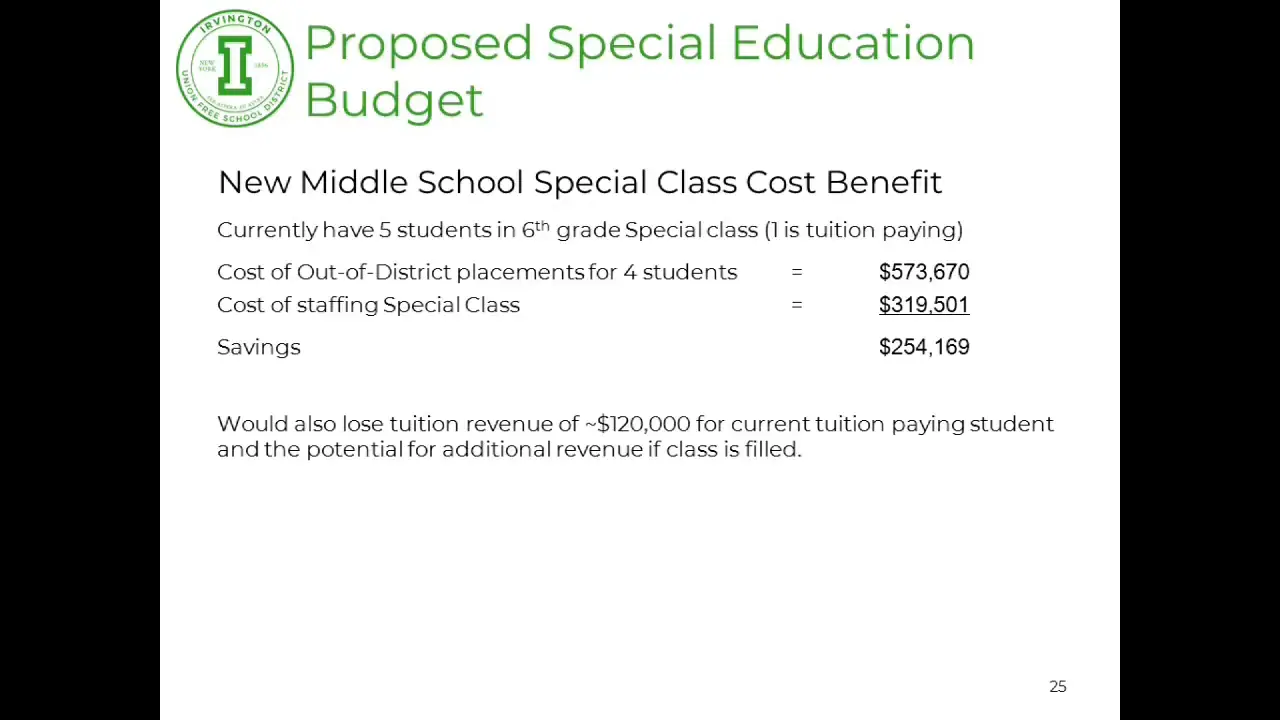 IRVINGTON
NEW YORK
UNION FREE SCHOOL DISTRICT
Proposed Special Education
Budget
New Middle School Special Class Cost Benefit
Currently have 5 students in 6th grade Special class (1 is tuition paying)
Cost of Out-of-District placements for 4 students = $573,670
Cost of staffing Special Class = $319,501
Savings $254,169
Would also lose tuition revenue of ~$120,000 for current tuition paying student
and the potential for additional revenue if class is filled.
25